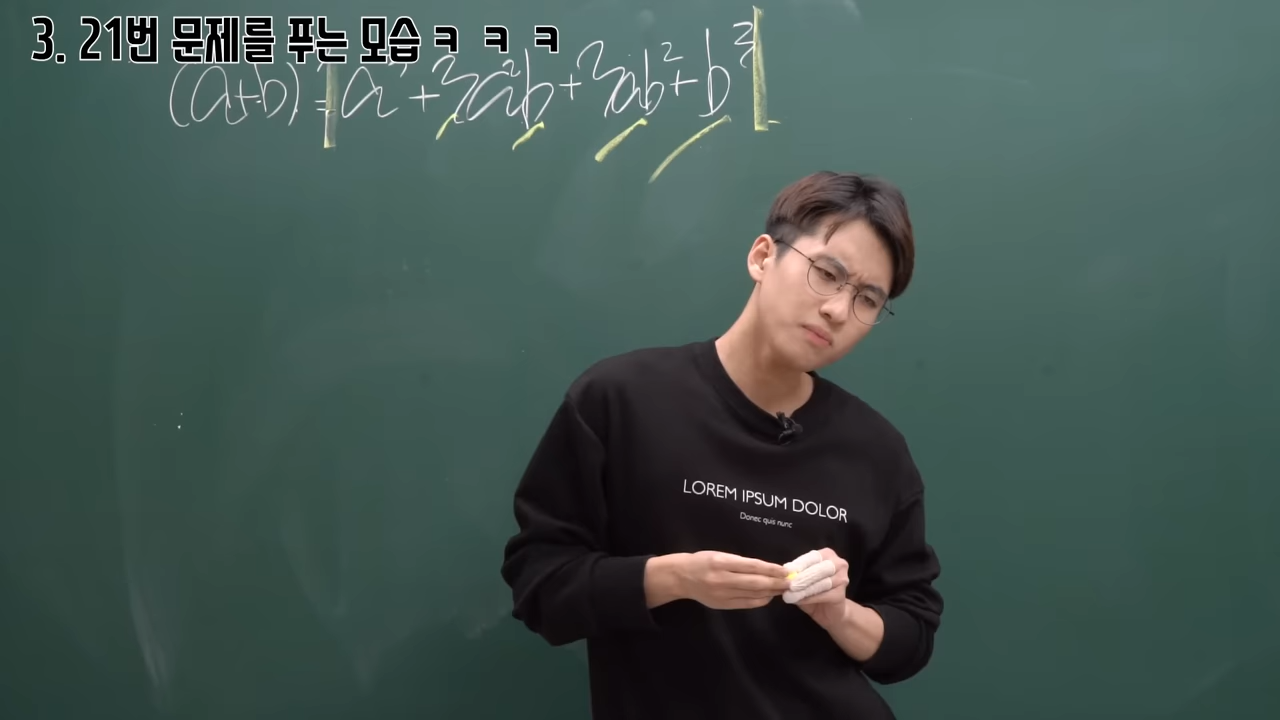 3. 21번 문제를 푸는 모습ㅋ ㅋ ㅋ
(a+b)³=a³+3a²b+3ab²+b³
LOREM IPSUM DOLOR
Donec quis nunc